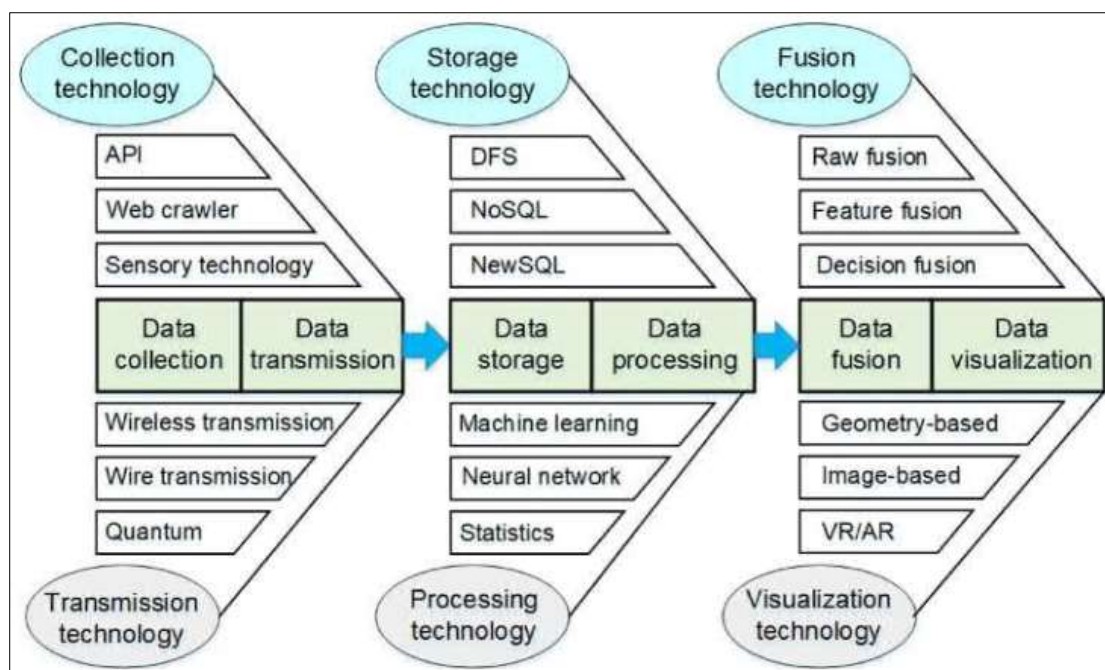 Collection
technology
Storage
technology
Fusion
technology
API
Web crawler
Sensory technology
DFS
NoSQL
NewSQL
Raw fusion
Feature fusion
Decision fusion
Data
collection
Data
transmission
Data
storage
Data
processing
Data
fusion
Data
visualization
Wireless transmission
Wire transmission
Quantum
Machine learning
Neural network
Statistics
Geometry-based
Image-based
VR/AR
Transmission
technology
Processing
technology
Visualization
technology